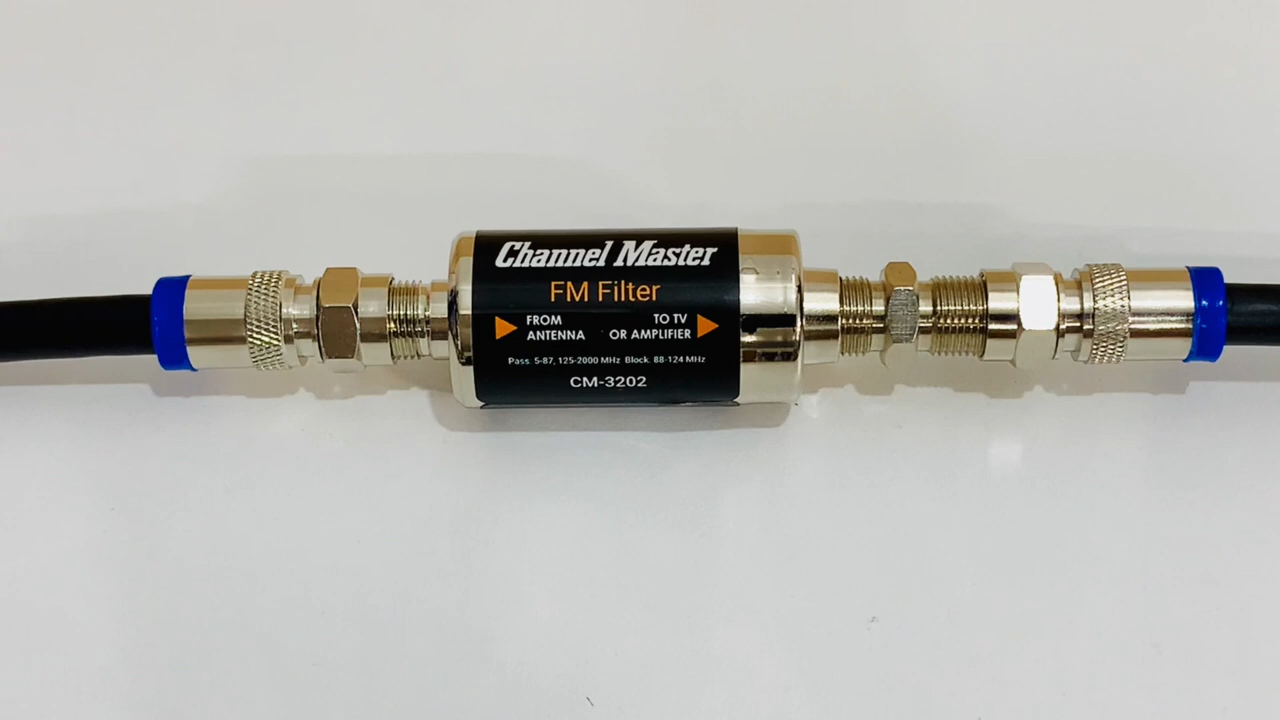 Channel Master
FM Filter
FROM ANTENNA
TO TV OR AMPLIFIER
Pass. 5-87, 125-2000 MHz Block. 88-124 MHz
CM-3202